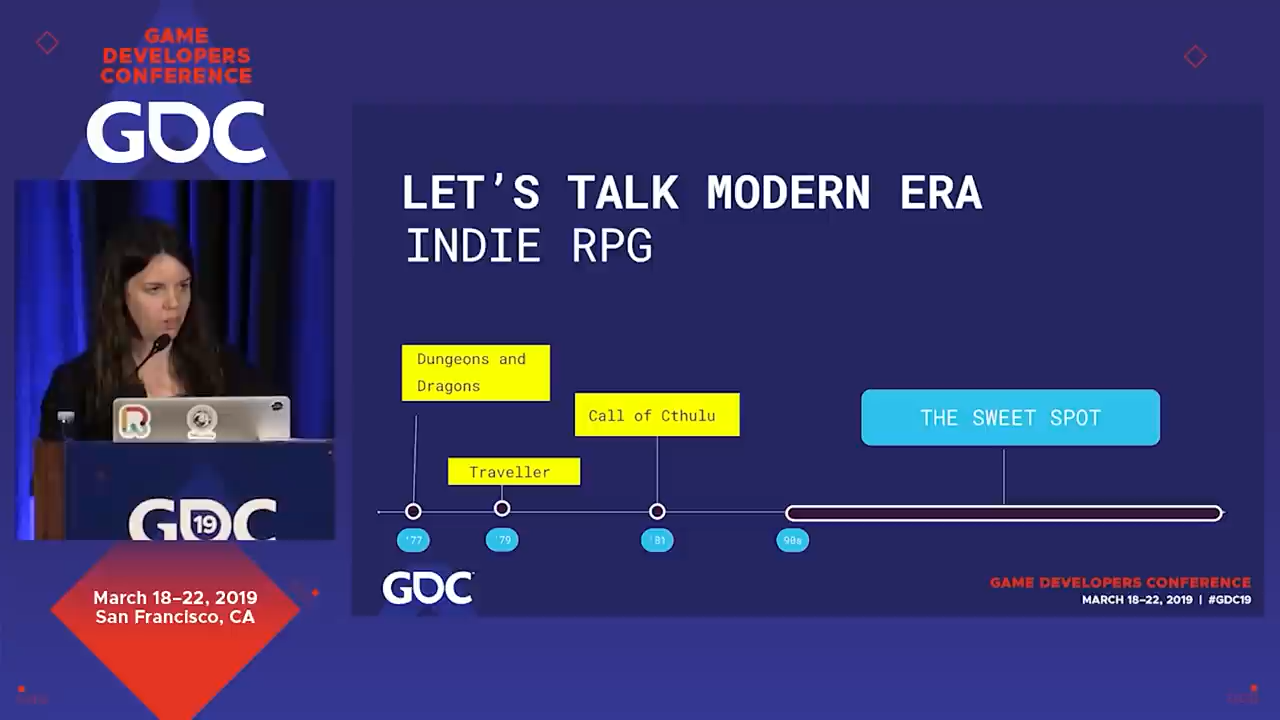 GAME
DEVELOPERS
CONFERENCE
GDC
LET'S TALK MODERN ERA
INDIE RPG
Dungeons and
Dragons
Call of Cthulu
THE SWEET SPOT
Traveller
'77
'79
'81
90s
GDC
19
GDC
GAME DEVELOPERS CONFERENCE
MARCH 18–22, 2019 | #GDC19
March 18–22, 2019
San Francisco, CA